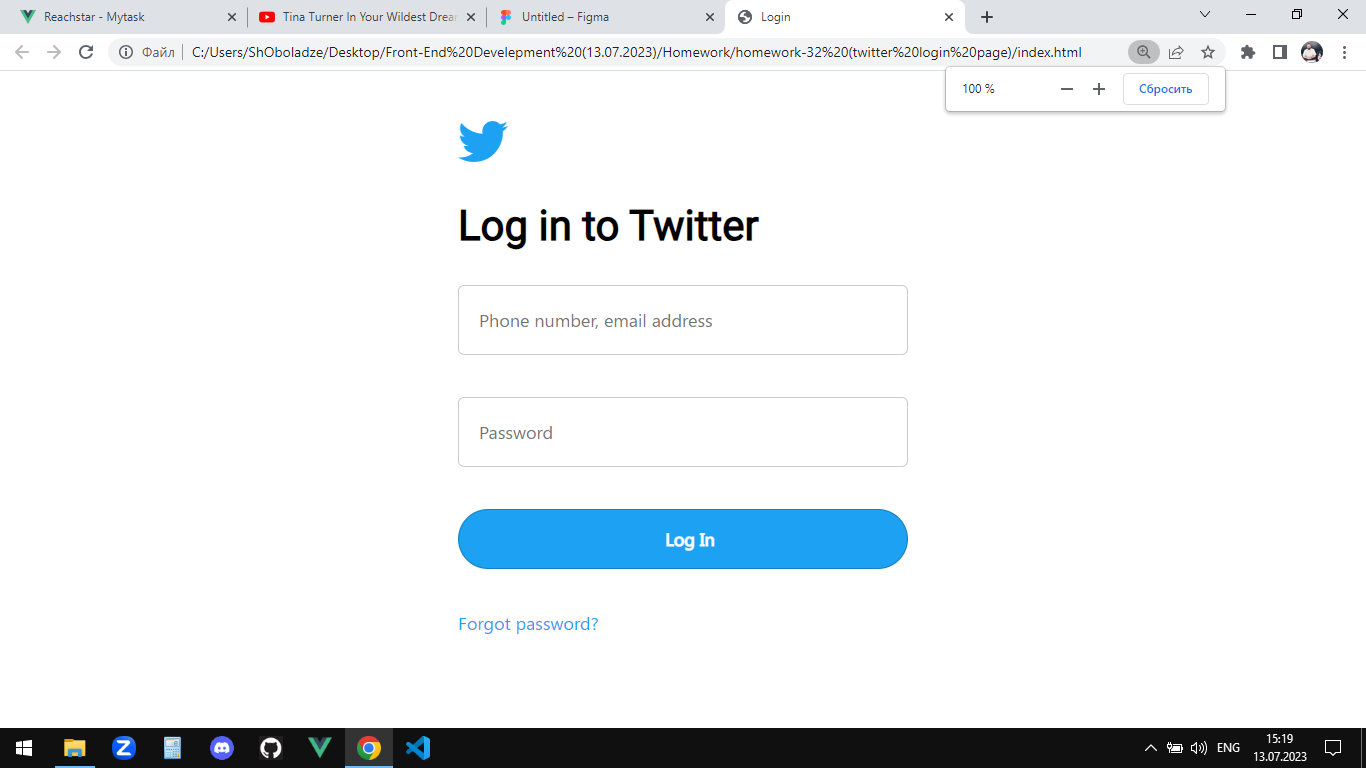 Reachstar - Mytask
Tina Turner In Your Wildest Drea
Untitled – Figma
Login
Файл
C:/Users/ShOboladze/Desktop/Front-End%20Develepment%20(13.07.2023)/Homework/homework-32%20(twitter%20login%20page)/index.html
100 %
Сбросить
Log in to Twitter
Phone number, email address
Password
Log In
Forgot password?
ENG
15:19
13.07.2023